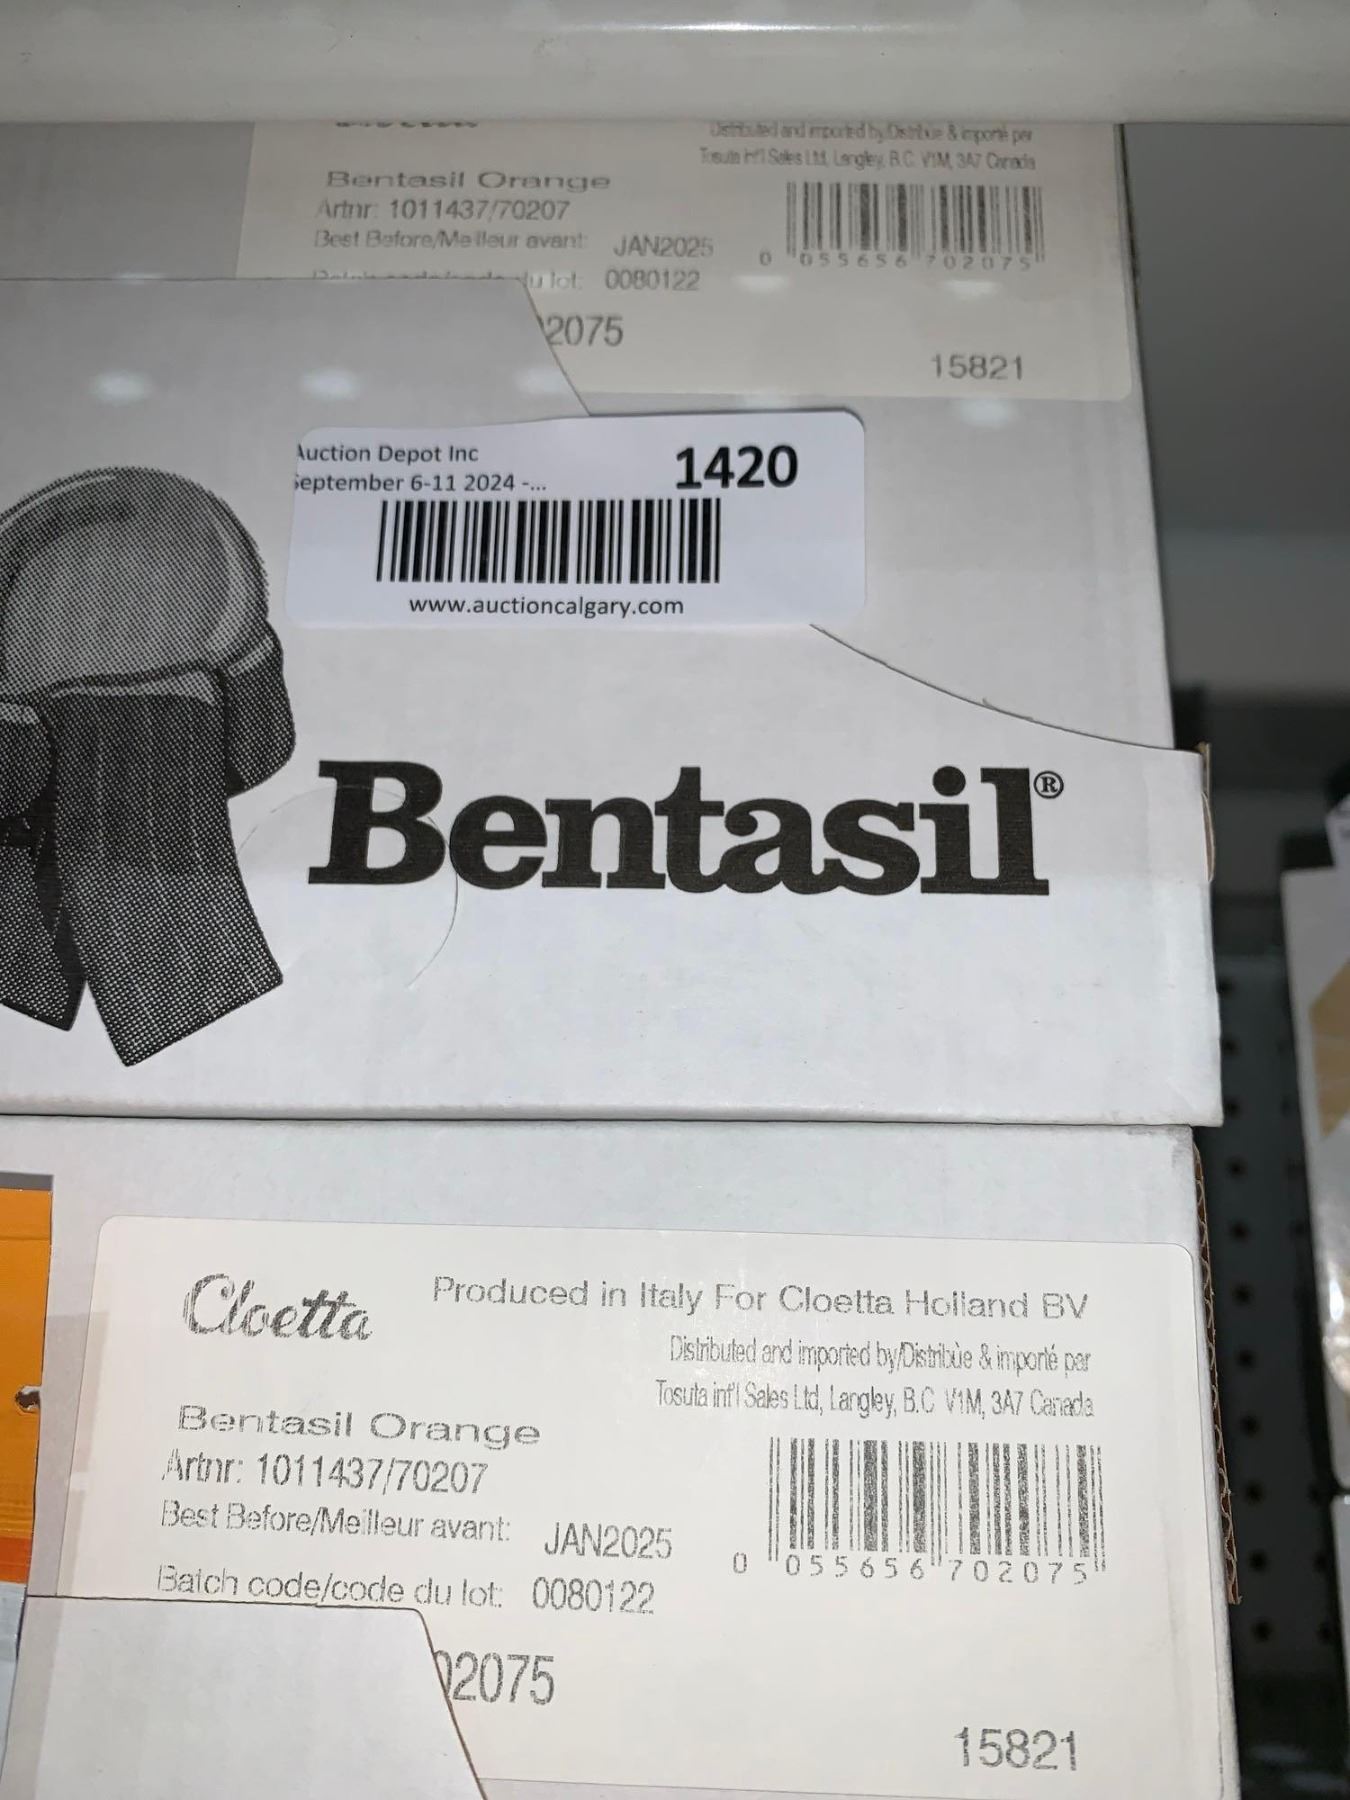 Distributed and imported by/Distribùe & importé par
Tosuta int'l Sales Ltd, Langley, B.C V1M, 3A7 Canada
Bentasil Orange
Artnr: 1011437/70207
Best Before/Meilleur avant: JAN2025
du lot: 0080122
0 055656 702075
2075
15821
Auction Depot Inc
September 6-11 2024 -...
1420
www.auctioncalgary.com
Bentasil®
Cloetta
Produced in Italy For Cloetta Holland BV
Distributed and imported by/Distribùe & importé par
Tosuta int'l Sales Ltd, Langley, B.C V1M, 3A7 Canada
Bentasil Orange
Artnr: 1011437/70207
Best Before/Meilleur avant: JAN2025
Batch code/code du lot: 0080122
0 055656 702075
02075
15821